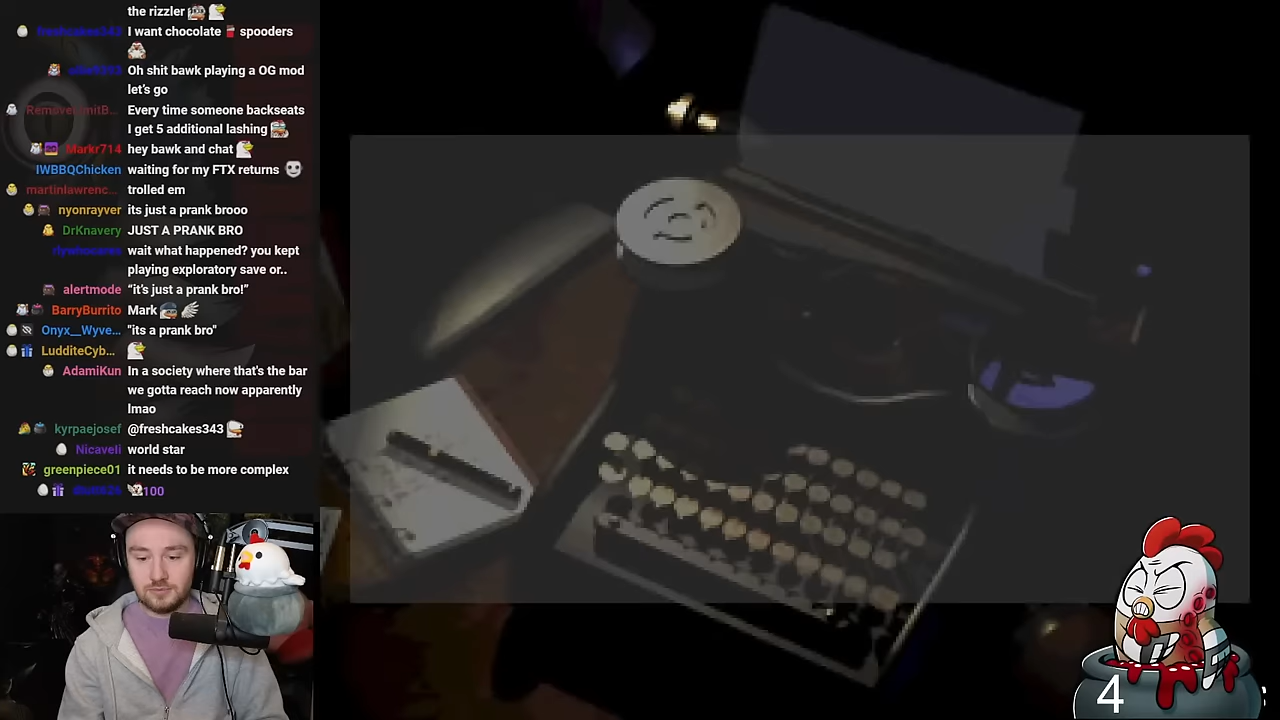 the rizzler
freshcakes343 I want chocolate spooders
Oh shit bawk playing a OG mod
let's go
Every time someone backseats
I get 5 additional lashing
Markr714 hey bawk and chat
IWBBQChicken waiting for my FTX returns
martinlawrenc... trolled em
nyonrayver its just a prank brooo
DrKnavery JUST A PRANK BRO
wait what happened? you kept
playing exploratory save or..
alertmode “it's just a prank bro!”
BarryBurrito Mark
Onyx__Wyve... "its a prank bro"
LudditeCyb...
AdamiKun In a society where that's the bar
we gotta reach now apparently
lmao
kyrpaejosef @freshcakes343
Nicaveli world star
greenpiece01 it needs to be more complex
100
4